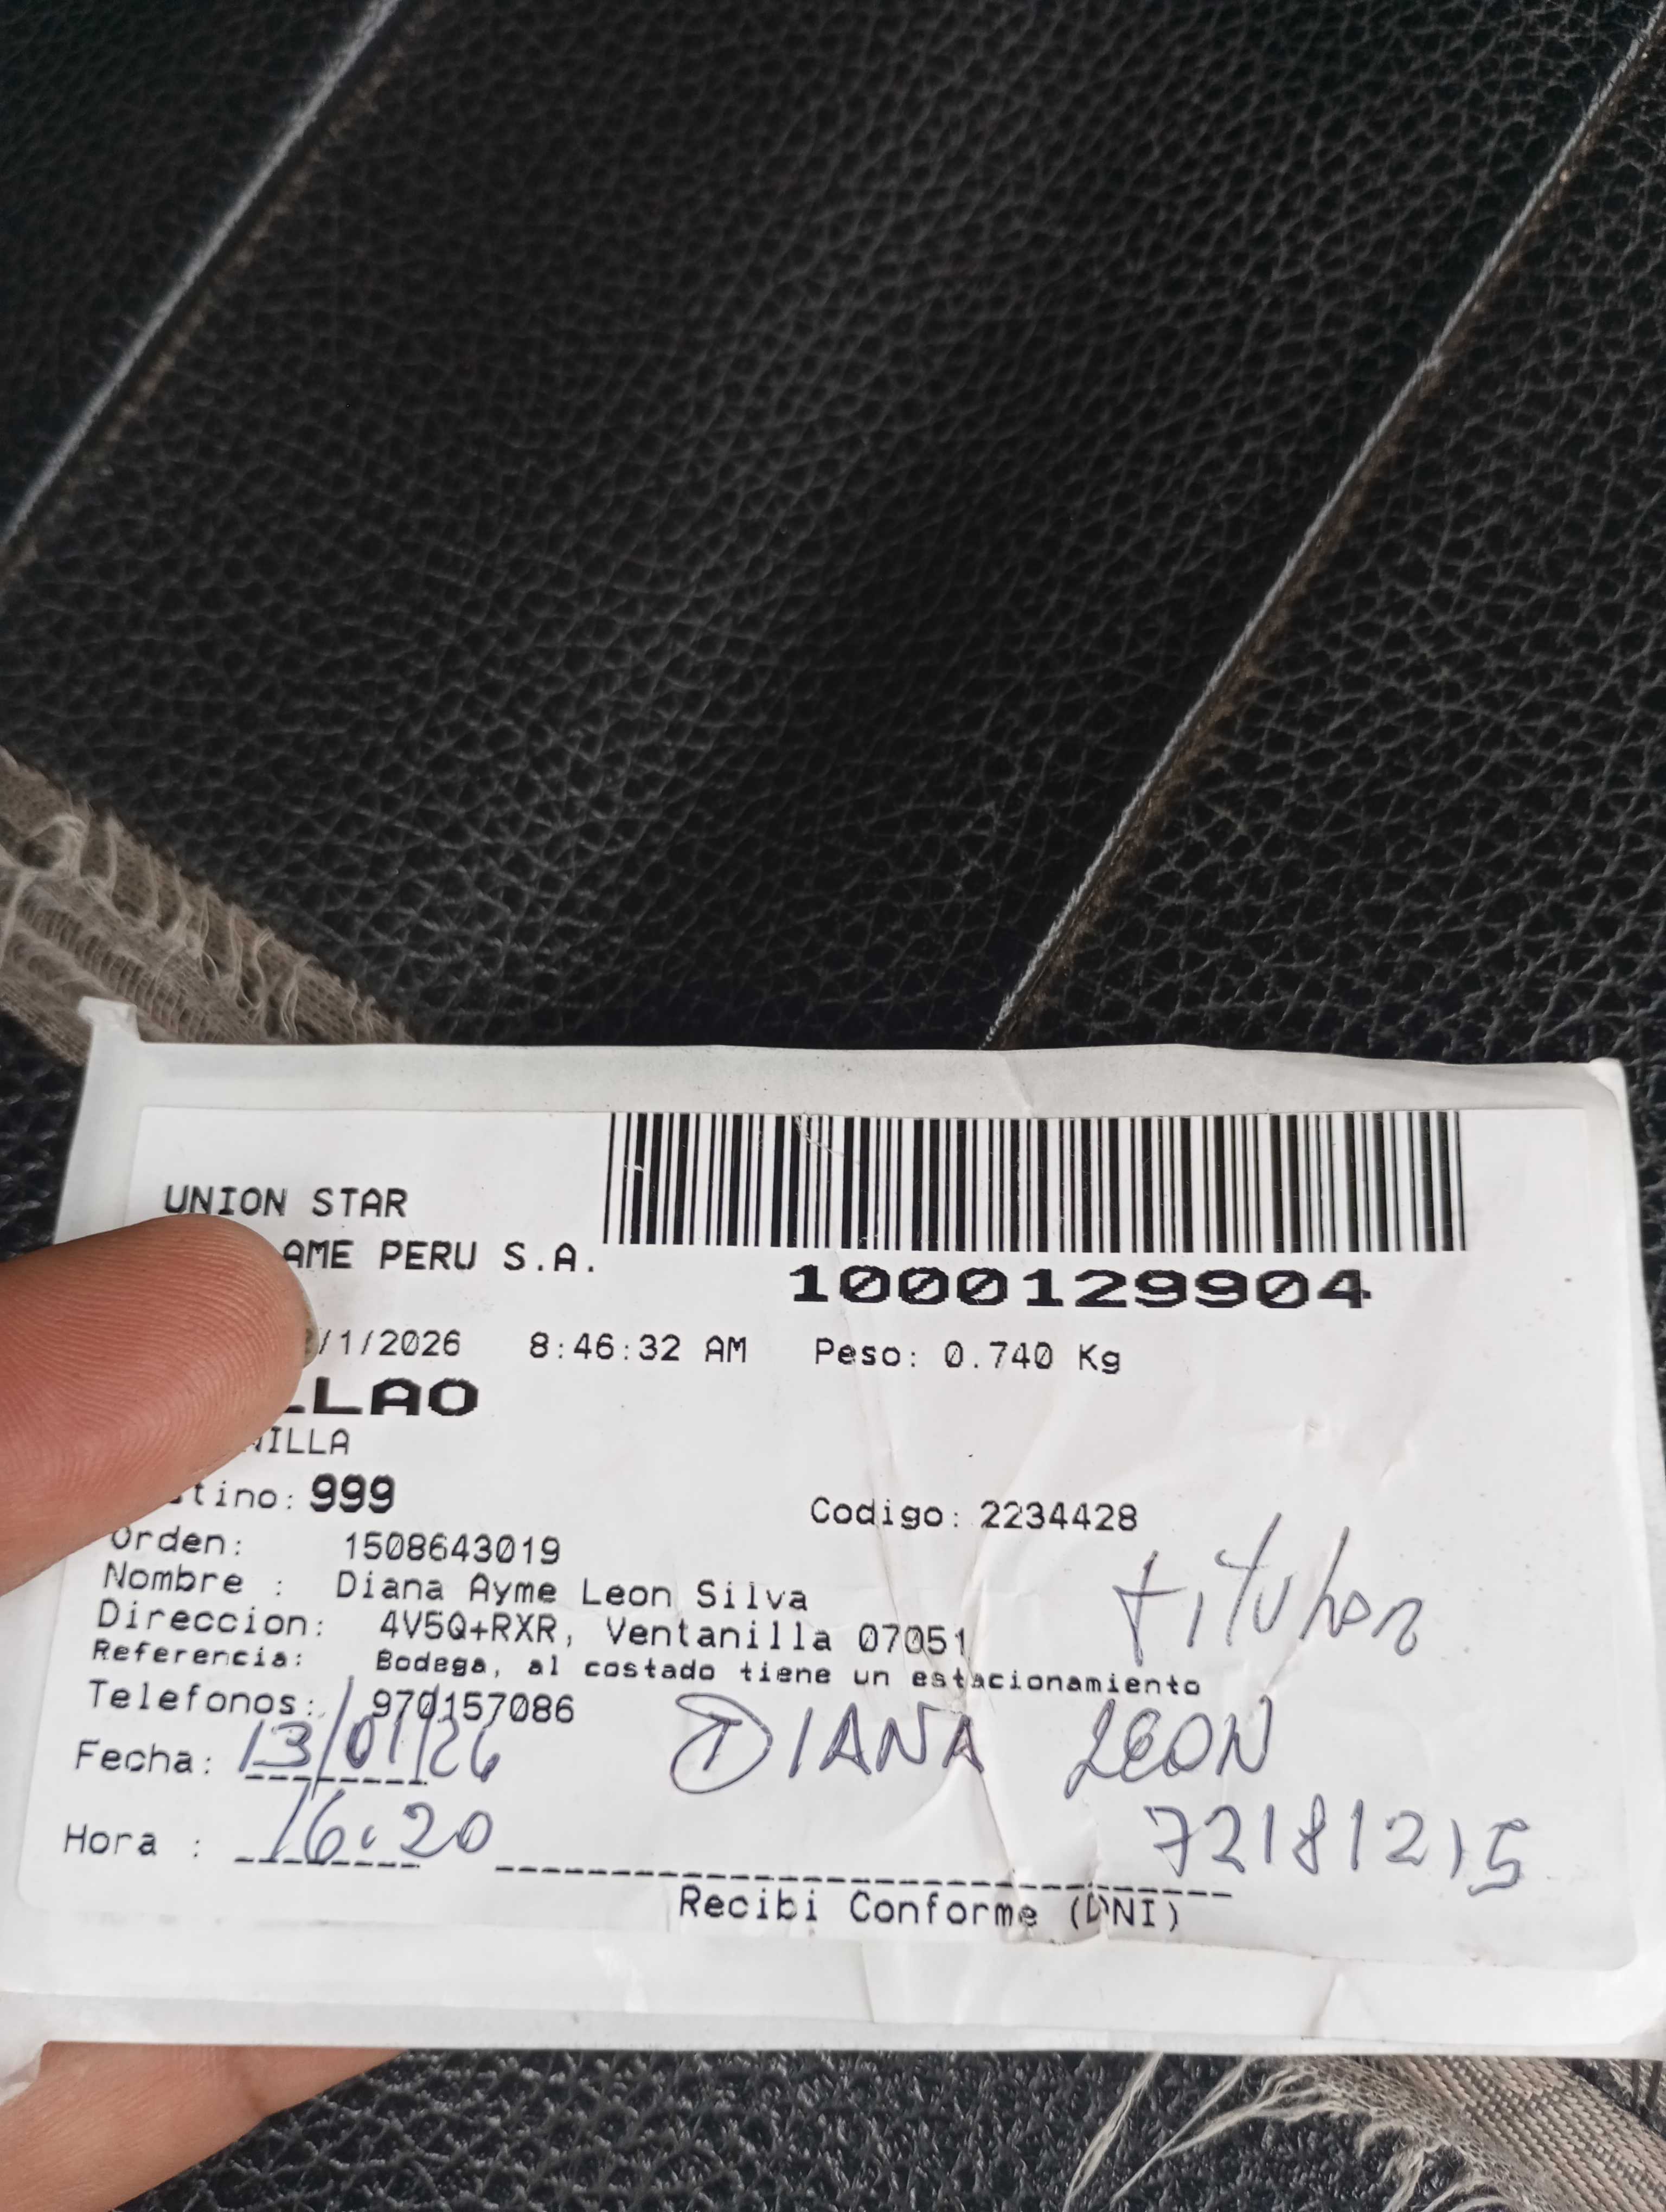 UNION STAR
AME PERU S.A.
1000129904
/1/2026 8:46:32 AM Peso: 0.740 Kg
LLAO
NILLA
stino: 999 Codigo: 2234428
Orden: 1508643019
titular
Nombre : Diana Ayme Leon Silva
Direccion: 4V5Q+RXR, Ventanilla 07051
Referencia: Bodega, al costado tiene un estacionamiento
Telefonos: 970157086
Fecha: 13/01/26 DIANA LEON
Hora : 16:20 72181215
Recibi Conforme (DNI)